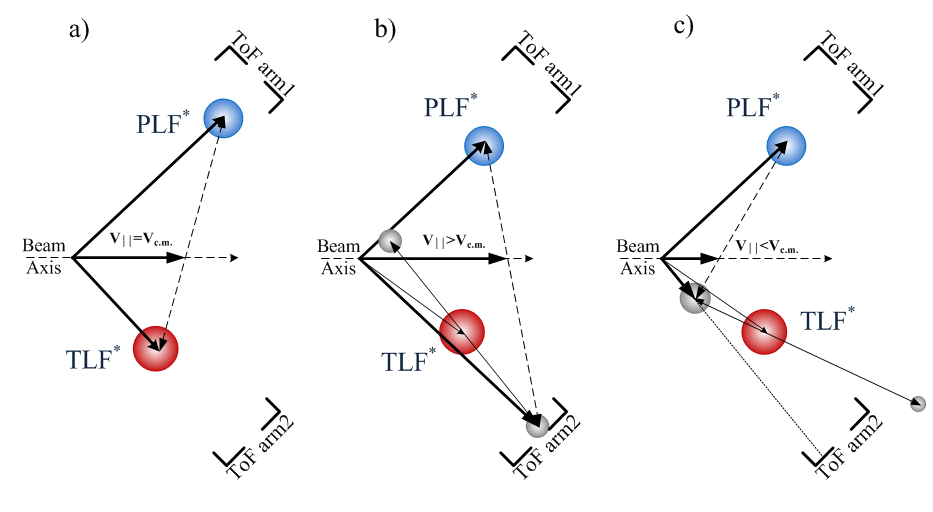 a)
ToF arm1
PLF*
Beam
Axis
V||=Vc.m.
TLF*
ToF arm2
b)
ToF arm1
PLF*
Beam
Axis
V||>Vc.m.
TLF*
ToF arm2
c)
ToF arm1
PLF*
Beam
Axis
V||<Vc.m.
TLF*
ToF arm2